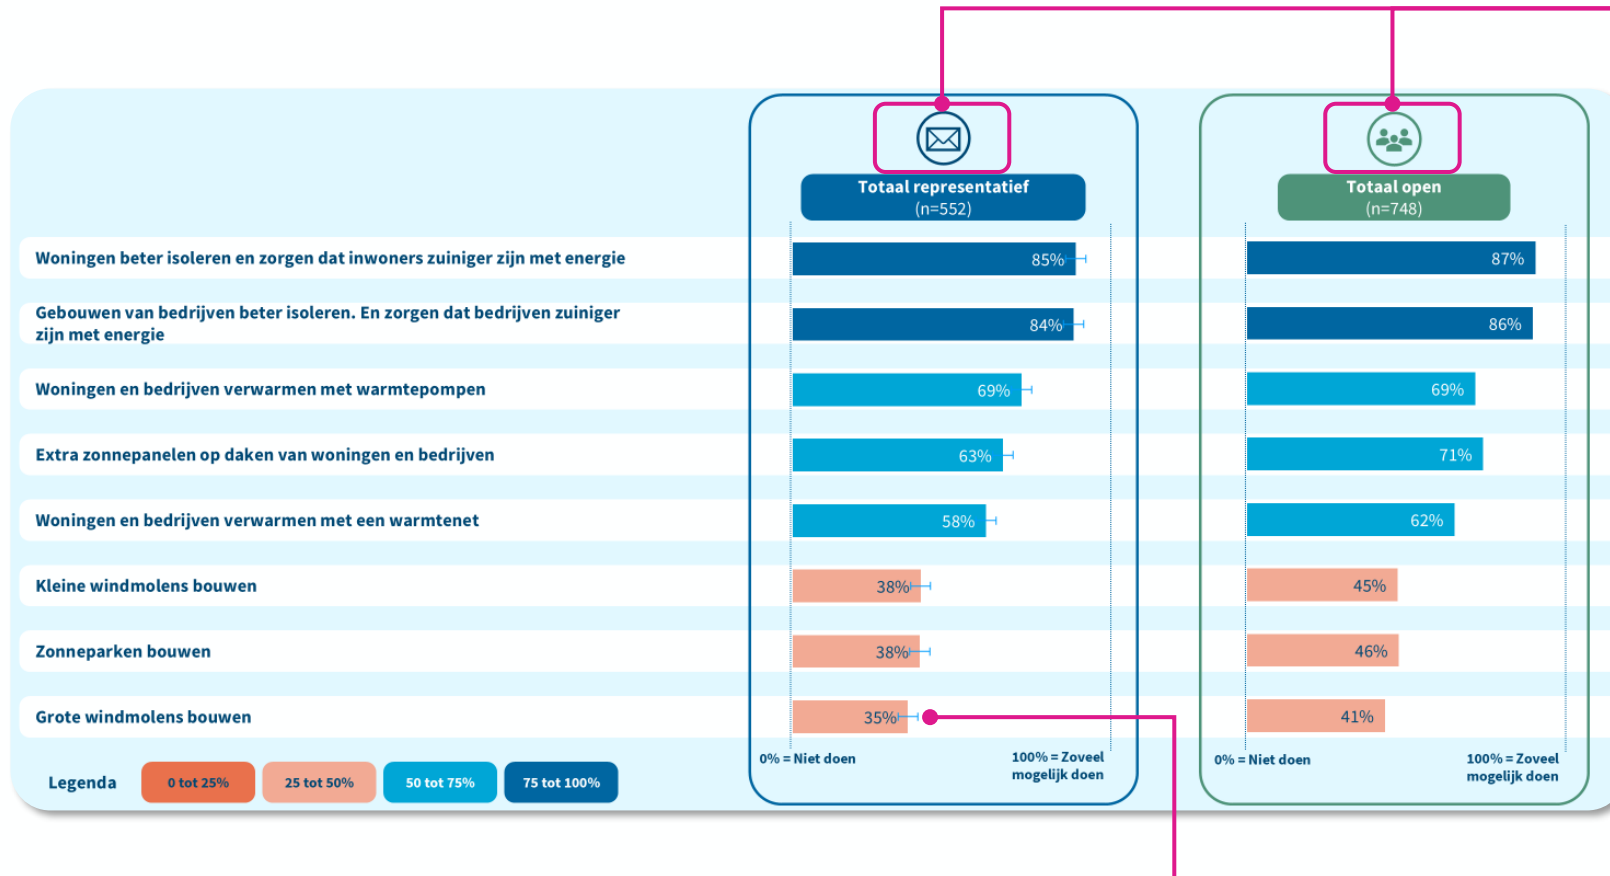 Totaal representatief
(n=552)
Totaal open
(n=748)
Woningen beter isoleren en zorgen dat inwoners zuiniger zijn met energie
85%
87%
Gebouwen van bedrijven beter isoleren. En zorgen dat bedrijven zuiniger
zijn met energie
84%
86%
Woningen en bedrijven verwarmen met warmtepompen
69%
69%
Extra zonnepanelen op daken van woningen en bedrijven
63%
71%
Woningen en bedrijven verwarmen met een warmtenet
58%
62%
Kleine windmolens bouwen
38%
45%
Zonneparken bouwen
38%
46%
Grote windmolens bouwen
35%
41%
0% = Niet doen
100% = Zoveel
mogelijk doen
0% = Niet doen
100% = Zoveel
mogelijk doen
Legenda
0 tot 25%
25 tot 50%
50 tot 75%
75 tot 100%